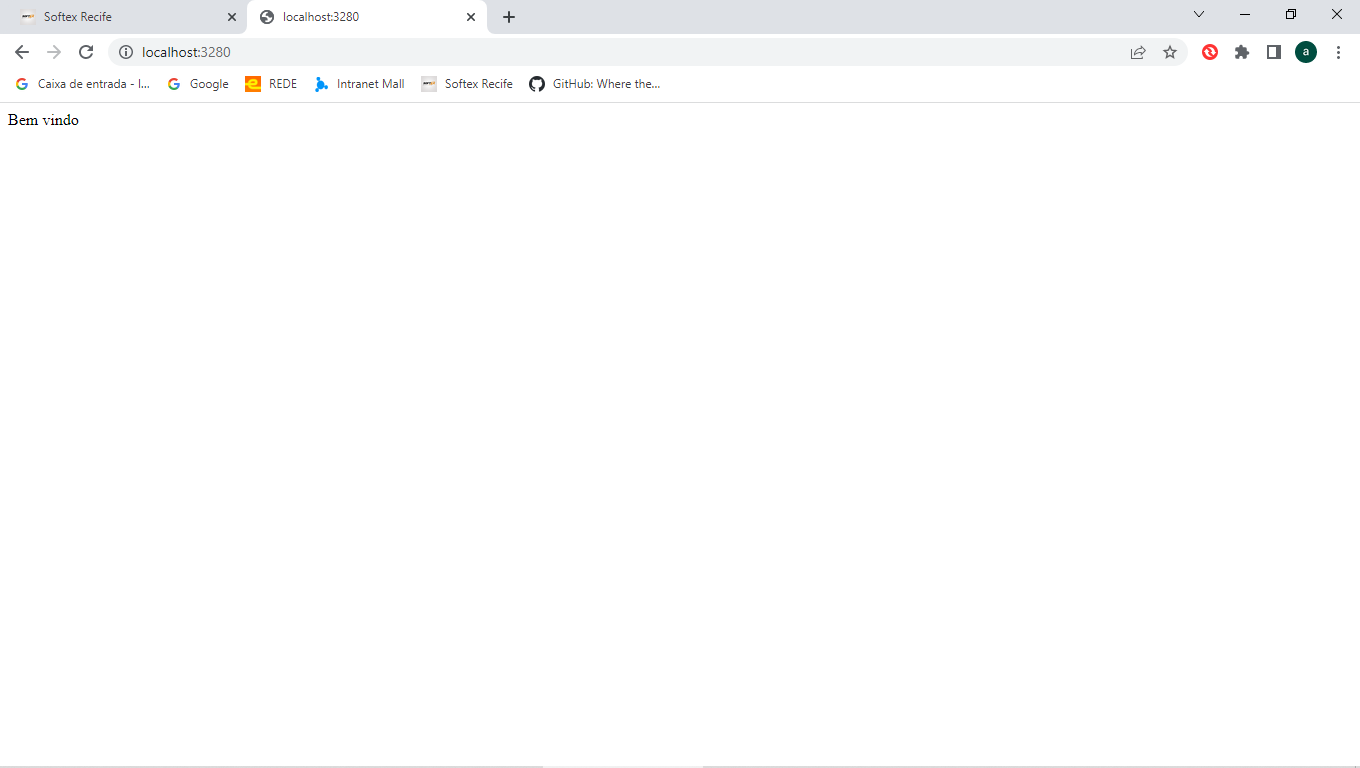 Softex Recife
localhost:3280
localhost:3280
a
Caixa de entrada - I...
Google
REDE
Intranet Mall
Softex Recife
GitHub: Where the...
Bem vindo